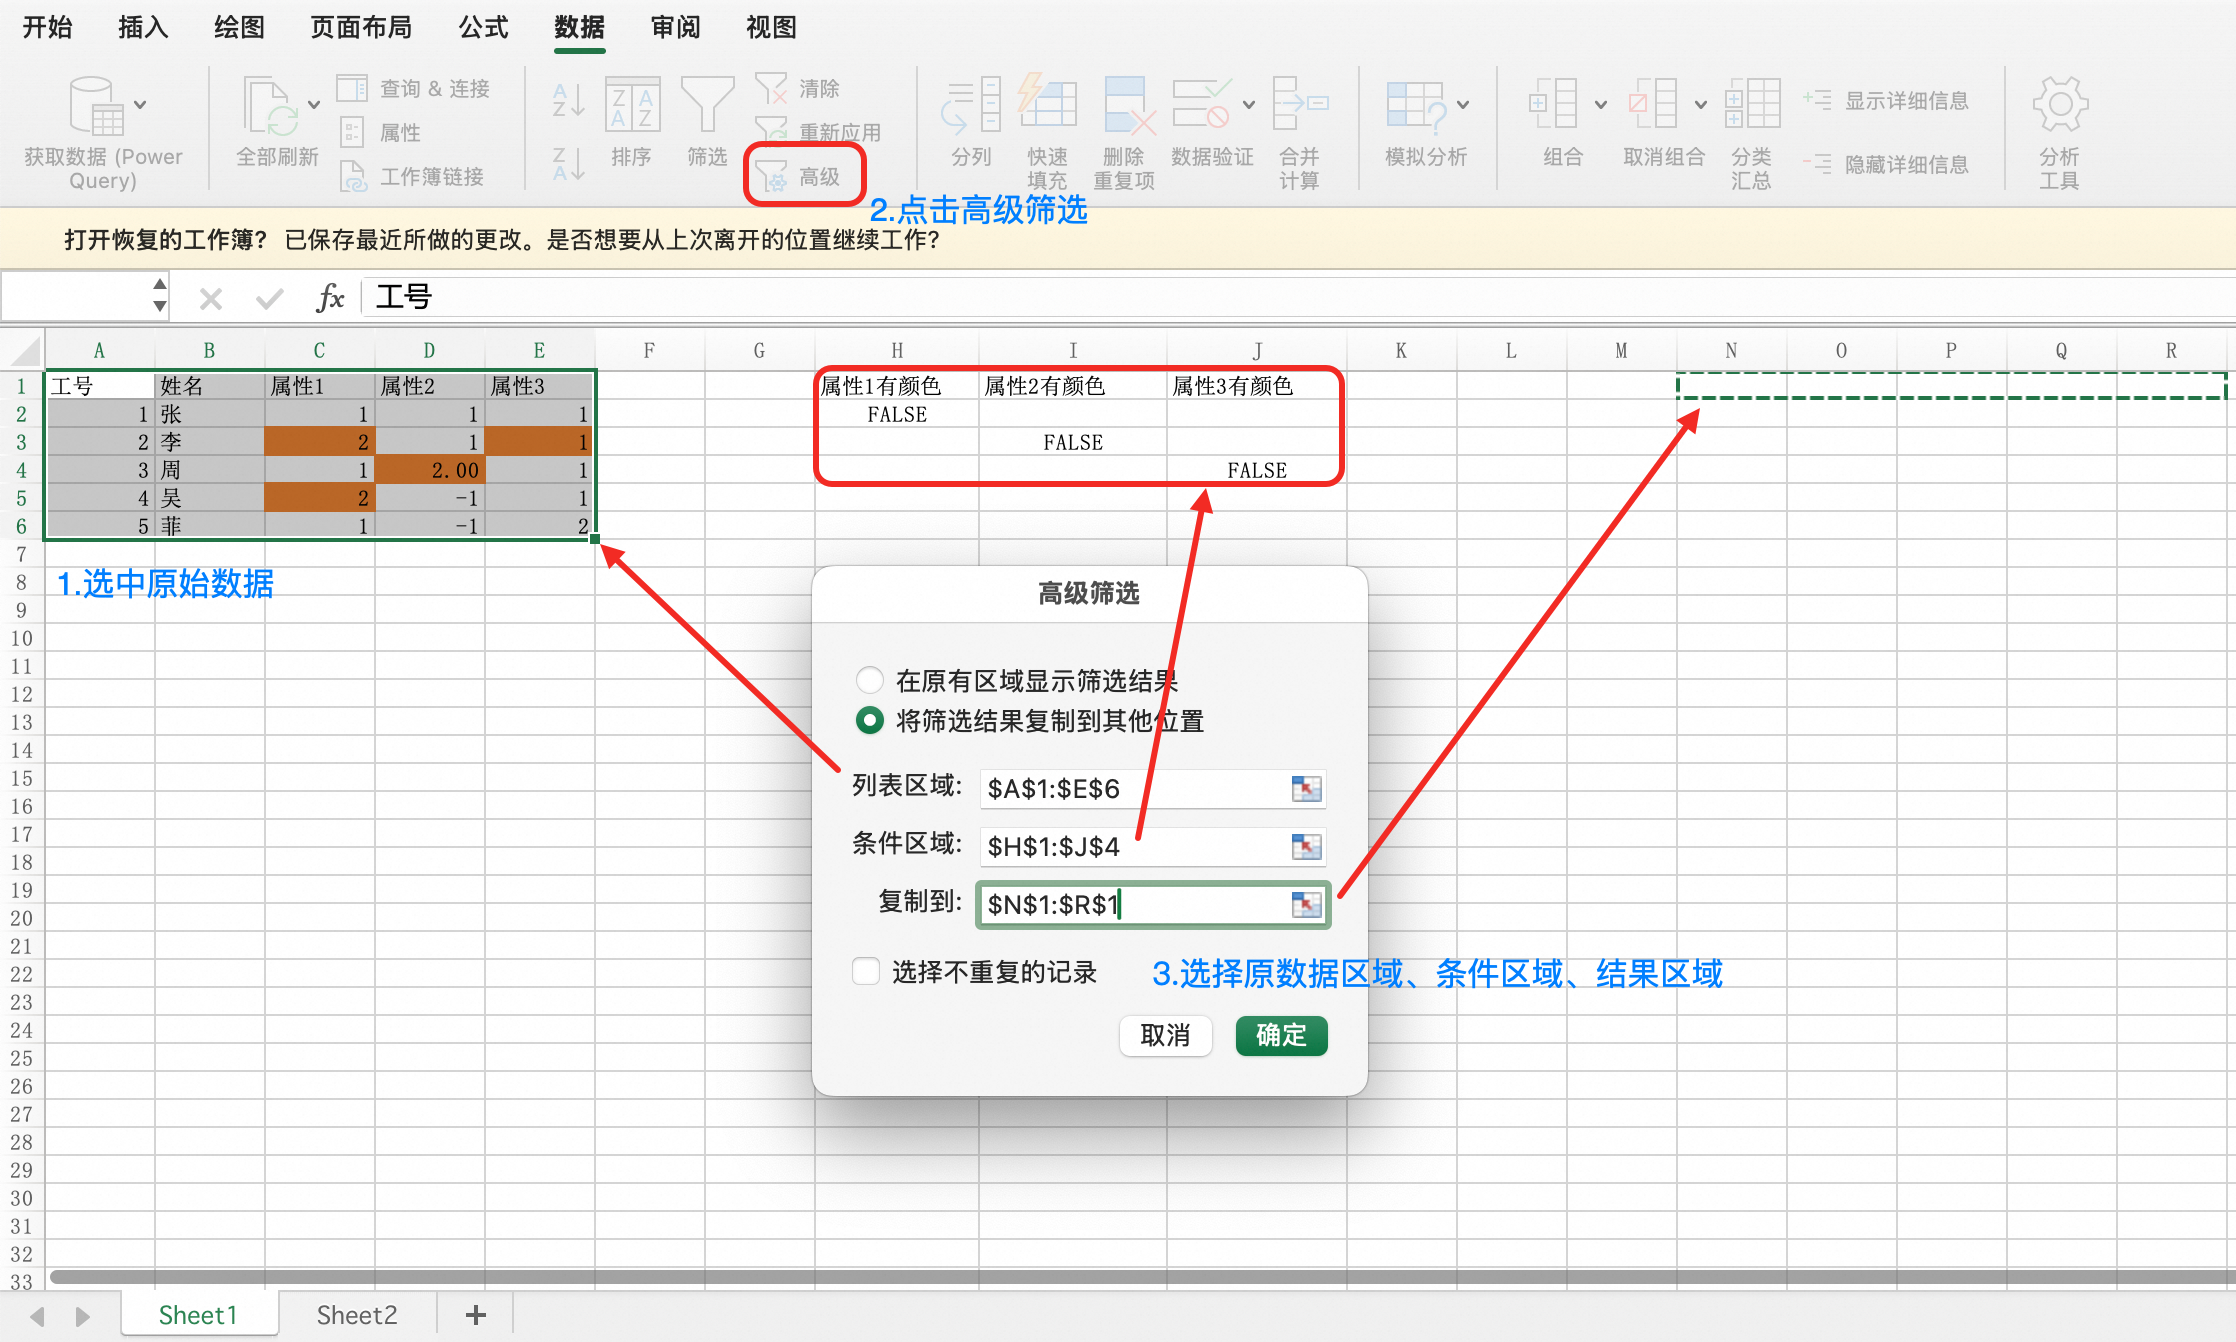 开始 插入 绘图 页面布局 公式 数据 审阅 视图
获取数据 (Power Query)
全部刷新
查询 & 连接
属性
工作簿链接
排序
筛选
清除
重新应用
高级
分列
快速填充
删除重复项
数据验证
合并计算
模拟分析
组合
取消组合
分类汇总
显示详细信息
隐藏详细信息
分析工具
2.点击高级筛选
打开恢复的工作簿? 已保存最近所做的更改。是否想要从上次离开的位置继续工作?
fx 工号
A B C D E F G H I J K L M N O P Q R
1 工号 姓名 属性1 属性2 属性3 属性1有颜色 属性2有颜色 属性3有颜色
2 1 张 1 1 1 FALSE
3 2 李 2 1 1 FALSE
4 3 周 1 2.00 1 FALSE
5 4 吴 2 -1 1
6 5 菲 1 -1 2
7
8
9
10
11
12
13
14
15
16
17
18
19
20
21
22
23
24
25
26
27
28
29
30
31
32
33
1.选中原始数据
高级筛选
在原有区域显示筛选结果
将筛选结果复制到其他位置
列表区域: $A$1:$E$6
条件区域: $H$1:$J$4
复制到: $N$1:$R$1
选择不重复的记录
3.选择原数据区域、条件区域、结果区域
取消 确定
Sheet1 Sheet2 +